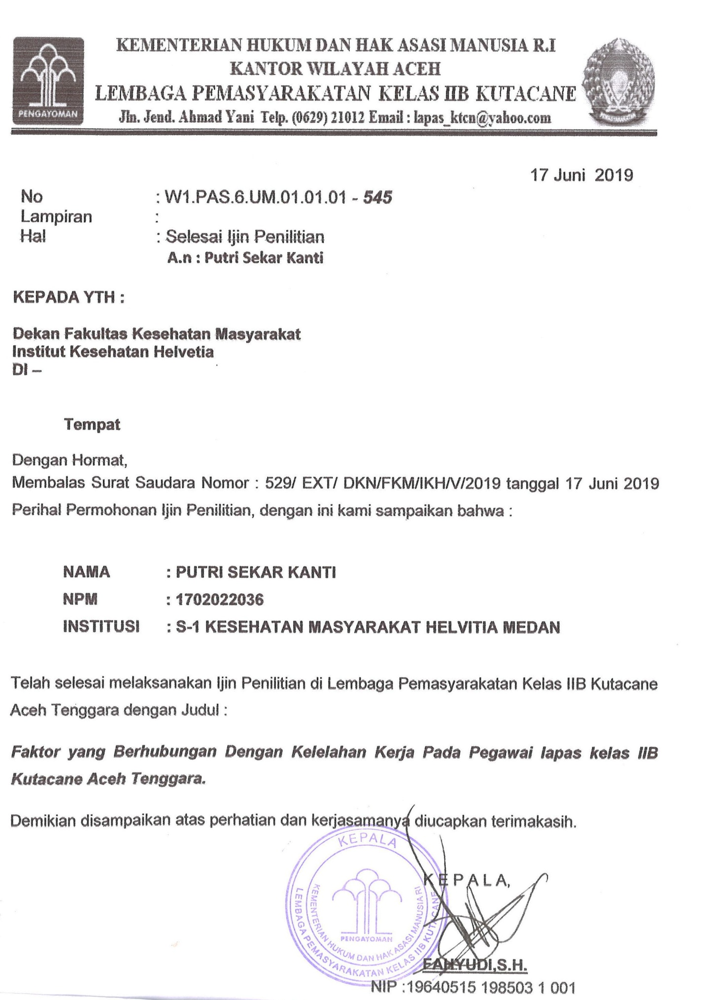 KEMENTERIAN HUKUM DAN HAK ASASI MANUSIA R.I
KANTOR WILAYAH ACEH
LEMBAGA PEMASYARAKATAN KELAS IIB KUTACANE
Jln. Jend. Ahmad Yani Telp. (0629) 21012 Email : lapas_ktcn@yahoo.com
PENGAYOMAN
17 Juni 2019
No : W1.PAS.6.UM.01.01.01 - 545
Lampiran :
Hal : Selesai Ijin Penilitian
A.n : Putri Sekar Kanti
KEPADA YTH :
Dekan Fakultas Kesehatan Masyarakat
Institut Kesehatan Helvetia
DI –
Tempat
Dengan Hormat,
Membalas Surat Saudara Nomor : 529/ EXT/ DKN/FKM/IKH/V/2019 tanggal 17 Juni 2019
Perihal Permohonan Ijin Penilitian, dengan ini kami sampaikan bahwa :
NAMA : PUTRI SEKAR KANTI
NPM : 1702022036
INSTITUSI : S-1 KESEHATAN MASYARAKAT HELVITIA MEDAN
Telah selesai melaksanakan Ijin Penilitian di Lembaga Pemasyarakatan Kelas IIB Kutacane
Aceh Tenggara dengan Judul :
Faktor yang Berhubungan Dengan Kelelahan Kerja Pada Pegawai lapas kelas IIB
Kutacane Aceh Tenggara.
Demikian disampaikan atas perhatian dan kerjasamanya diucapkan terimakasih.
KEPALA
KEMENTERIAN HUKUM DAN HAK ASASI MANUSIA RI
LEMBAGA PEMASYARAKATAN KELAS IIB KUTACANE
PENGAYOMAN
K E P A L A,
FAHYUDI,S.H.
NIP :19640515 198503 1 001